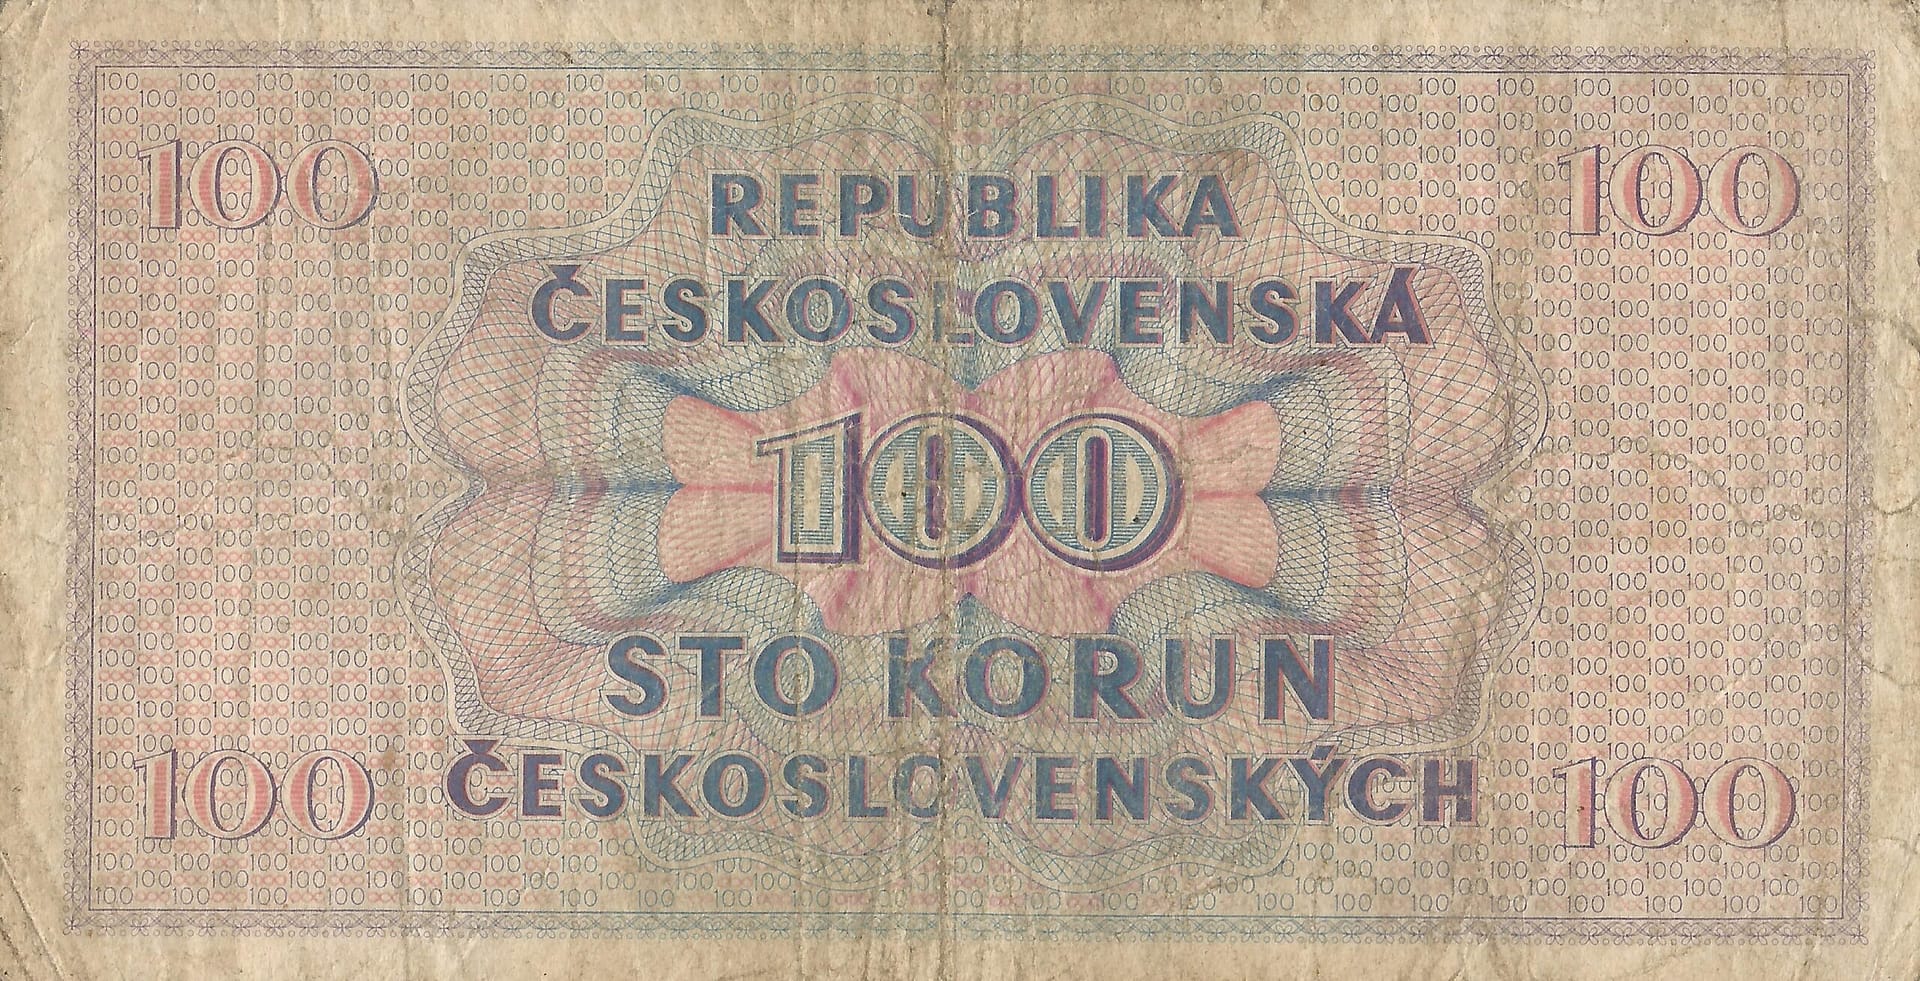 100 100
REPUBLIKA
ČESKOSLOVENSKÁ
100
STO KORUN
ČESKOSLOVENSKÝCH
100 100